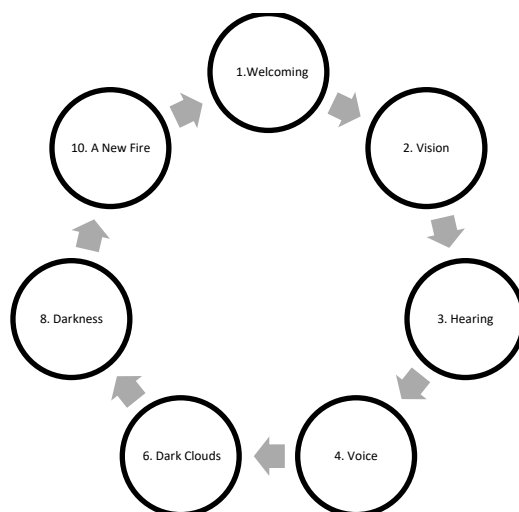 1.Welcoming
2. Vision
3. Hearing
4. Voice
6. Dark Clouds
8. Darkness
10. A New Fire